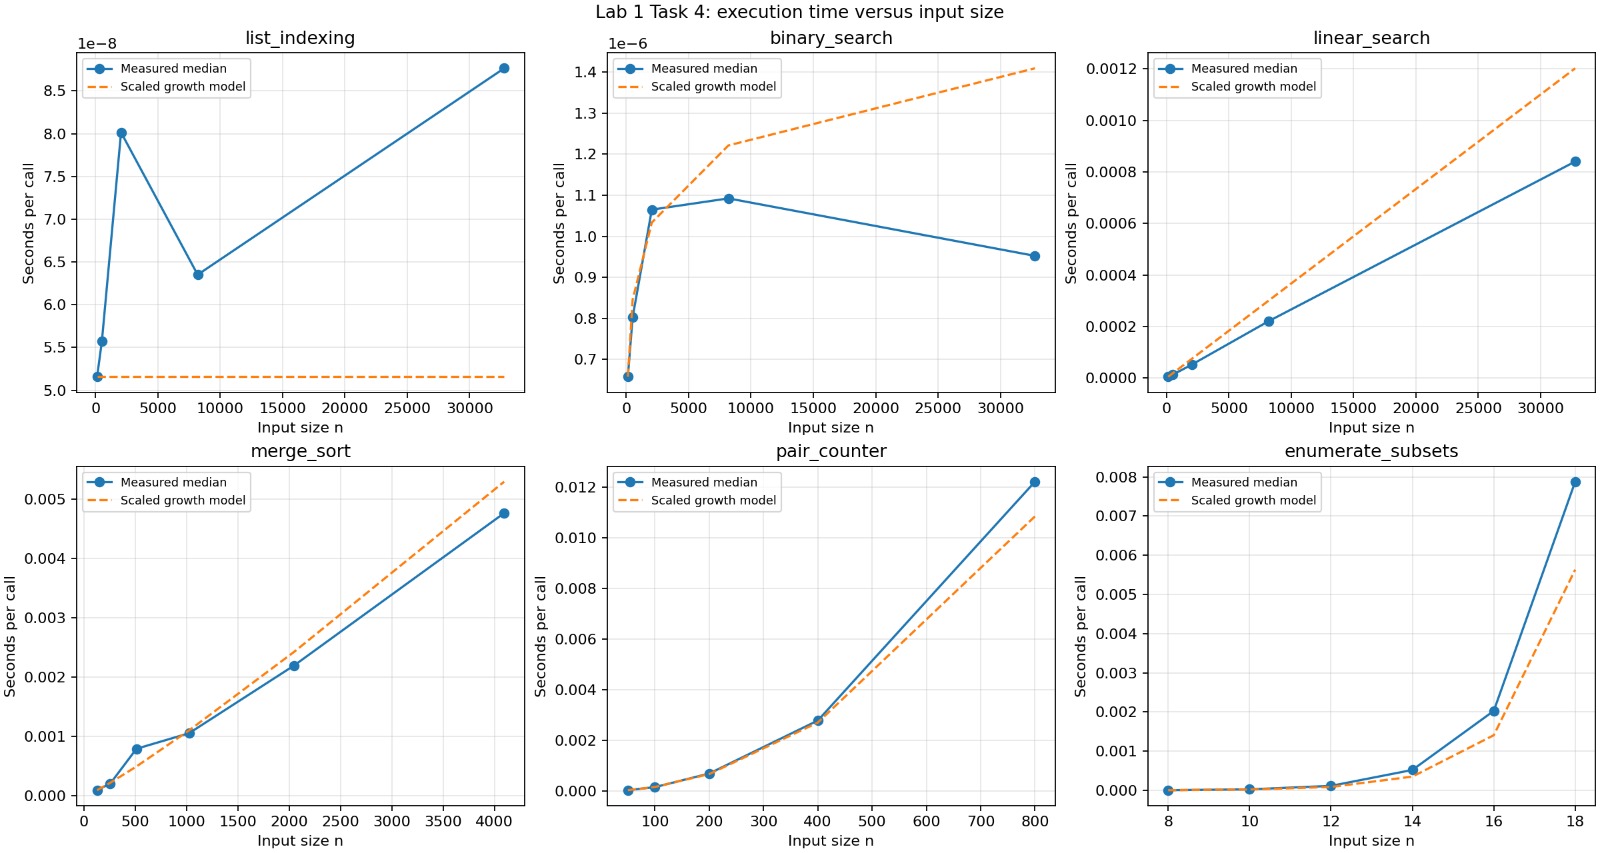 Lab 1 Task 4: execution time versus input size
list_indexing
1e−8
Measured median
Scaled growth model
8.5
8.0
7.5
7.0
6.5
6.0
5.5
5.0
Seconds per call
0 5000 10000 15000 20000 25000 30000
Input size n
binary_search
1e−6
Measured median
Scaled growth model
1.4
1.3
1.2
1.1
1.0
0.9
0.8
0.7
Seconds per call
0 5000 10000 15000 20000 25000 30000
Input size n
linear_search
Measured median
Scaled growth model
0.0012
0.0010
0.0008
0.0006
0.0004
0.0002
0.0000
Seconds per call
0 5000 10000 15000 20000 25000 30000
Input size n
merge_sort
Measured median
Scaled growth model
0.005
0.004
0.003
0.002
0.001
0.000
Seconds per call
0 500 1000 1500 2000 2500 3000 3500 4000
Input size n
pair_counter
Measured median
Scaled growth model
0.012
0.010
0.008
0.006
0.004
0.002
0.000
Seconds per call
100 200 300 400 500 600 700 800
Input size n
enumerate_subsets
Measured median
Scaled growth model
0.008
0.007
0.006
0.005
0.004
0.003
0.002
0.001
0.000
Seconds per call
8 10 12 14 16 18
Input size n